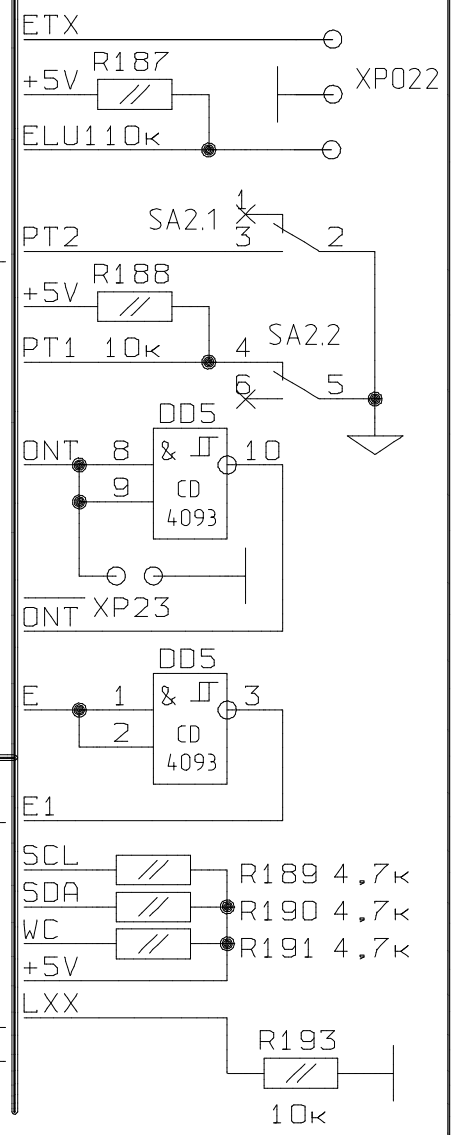 ETX
R187
+5V
XP022
ELU1 10к
1
SA2.1
PT2 3 2
R188
+5V
SA2.2
PT1 10к 4
6 5
DD5
ONT 8 & 10
9 CD
4093
XP23
ONT
DD5
E 1 & 3
2 CD
4093
E1
SCL R189 4,7к
SDA R190 4,7к
WC R191 4,7к
+5V
LXX
R193
10к